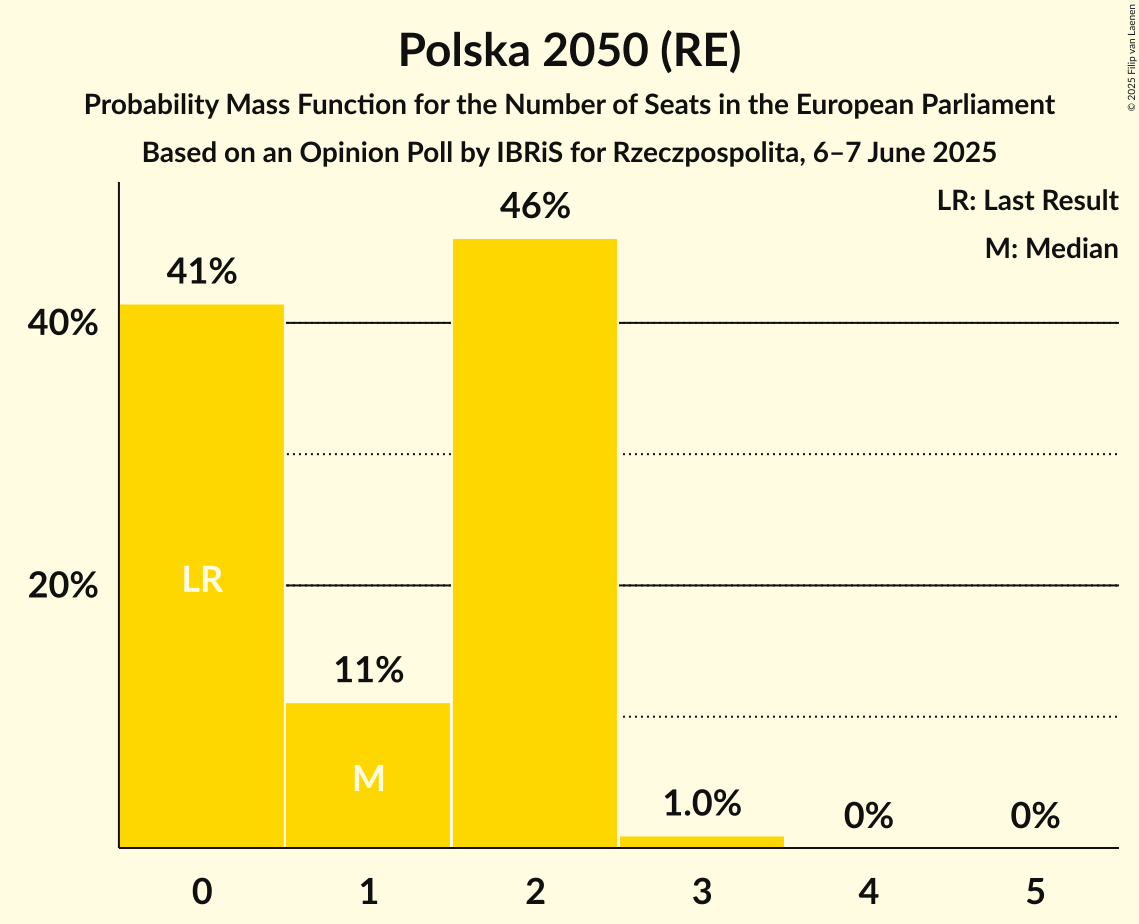 Polska 2050 (RE)
Probability Mass Function for the Number of Seats in the European Parliament
Based on an Opinion Poll by IBRiS for Rzeczpospolita, 6–7 June 2025
© 2025 Filip van Laenen
LR: Last Result
M: Median
46%
41%
40%
20%
LR
11%
M
1.0%
0%
0%
0
1
2
3
4
5